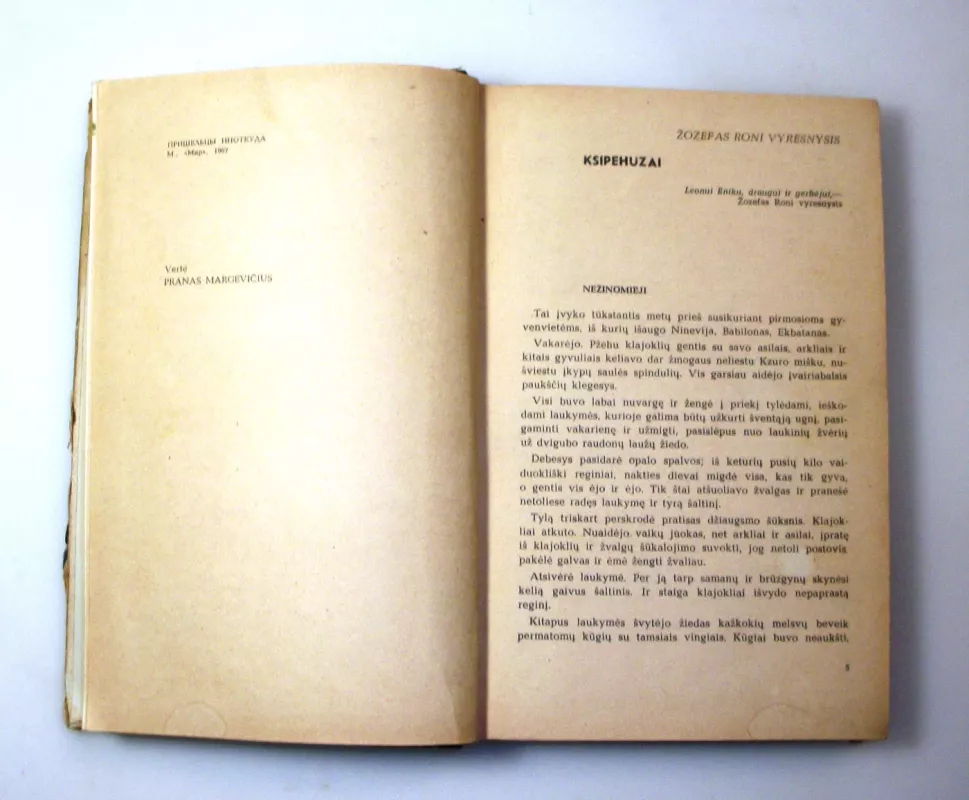 ПРИШЕЛЬЦЫ НИОТКУДА
М., «Мир», 1967
Vertė
PRANAS MARGEVIČIUS
ŽOZEFAS RONI VYRESNYSIS
KSIPEHUZAI
Leonui Eniku, draugui ir gerbėjui,—
Žozefas Roni vyresnysis
NEŽINOMIEJI
Tai įvyko tūkstantis metų prieš susikuriant pirmosioms gy-
venvietėms, iš kurių išaugo Ninevija, Babilonas, Ekbatanas.
Vakarėjo. Pžehu klajoklių gentis su savo asilais, arkliais ir
kitais gyvuliais keliavo dar žmogaus neliestu Kzuro mišku, nu-
šviestu įkypų saulės spindulių. Vis garsiau aidėjo įvairiabalsis
paukščių klegesys.
Visi buvo labai nuvargę ir žengė į priekį tylėdami, ieško-
dami laukymės, kurioje galima būtų užkurti šventąją ugnį, pasi-
gaminti vakarienę ir užmigti, pasislėpus nuo laukinių žvėrių
už dvigubo raudonų laužų žiedo.
Debesys pasidarė opalo spalvos; iš keturių pusių kilo vai-
duokliški reginiai, nakties dievai migdė visa, kas tik gyva,
o gentis vis ėjo ir ėjo. Tik štai atšuoliavo žvalgas ir pranešė
netoliese radęs laukymę ir tyrą šaltinį.
Tylą triskart perskrodė pratisas džiaugsmo šūksnis. Klajok-
liai atkuto. Nuaidėjo vaikų juokas, net arkliai ir asilai, įpratę
iš klajoklių ir žvalgų šūkalojimo suvokti, jog netoli postovis,
pakėlė galvas ir ėmė žengti žvaliau.
Atsivėrė laukymė. Per ją tarp samanų ir brūzgynų skynėsi
kelią gaivus šaltinis. Ir staiga klajokliai išvydo nepaprastą
reginį.
Kitapus laukymės švytėjo žiedas kažkokių melsvų beveik
permatomų kūgių su tamsiais vingiais. Kūgiai buvo neaukšti,
5